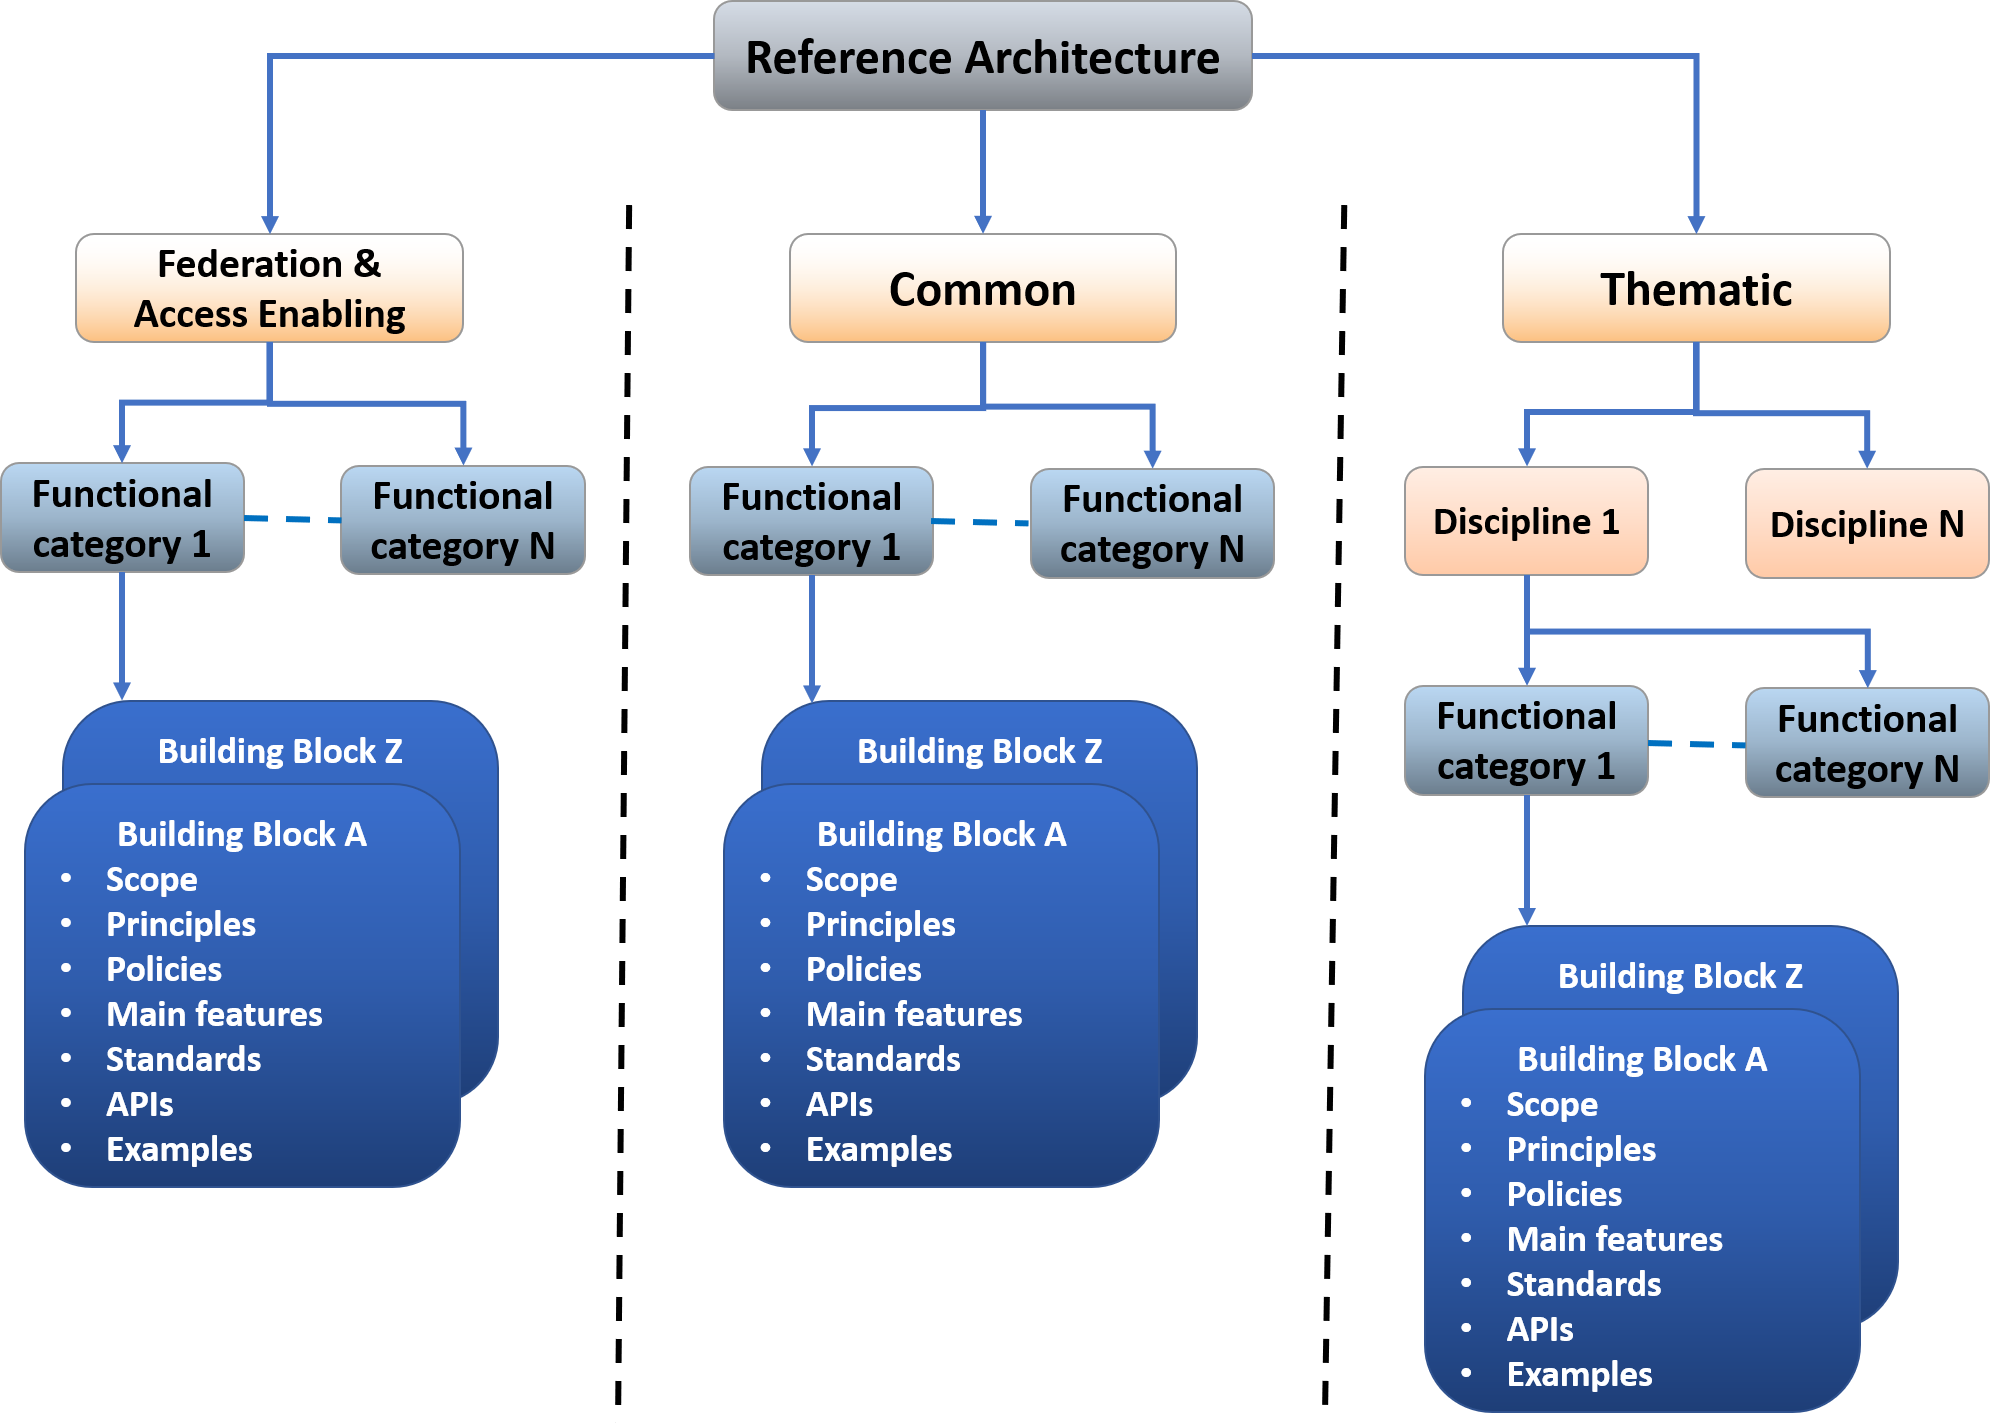 Reference Architecture
Federation &
Access Enabling
Common
Thematic
Functional
category 1
Functional
category N
Functional
category 1
Functional
category N
Discipline 1
Discipline N
Functional
category 1
Functional
category N
Building Block Z
Building Block A
• Scope
• Principles
• Policies
• Main features
• Standards
• APIs
• Examples
Building Block Z
Building Block A
• Scope
• Principles
• Policies
• Main features
• Standards
• APIs
• Examples
Building Block Z
Building Block A
• Scope
• Principles
• Policies
• Main features
• Standards
• APIs
• Examples